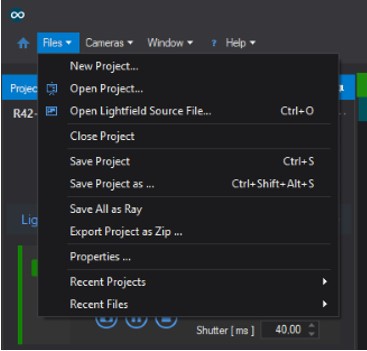 Files Cameras Window ? Help
New Project...
Projec
Open Project...
R42-
Open Lightfield Source File... Ctrl+O
Close Project
Save Project Ctrl+S
Save Project as ... Ctrl+Shift+Alt+S
Save All as Ray
Lig
Export Project as Zip ...
Properties ...
Recent Projects
Recent Files
Shutter [ ms ] 40.00